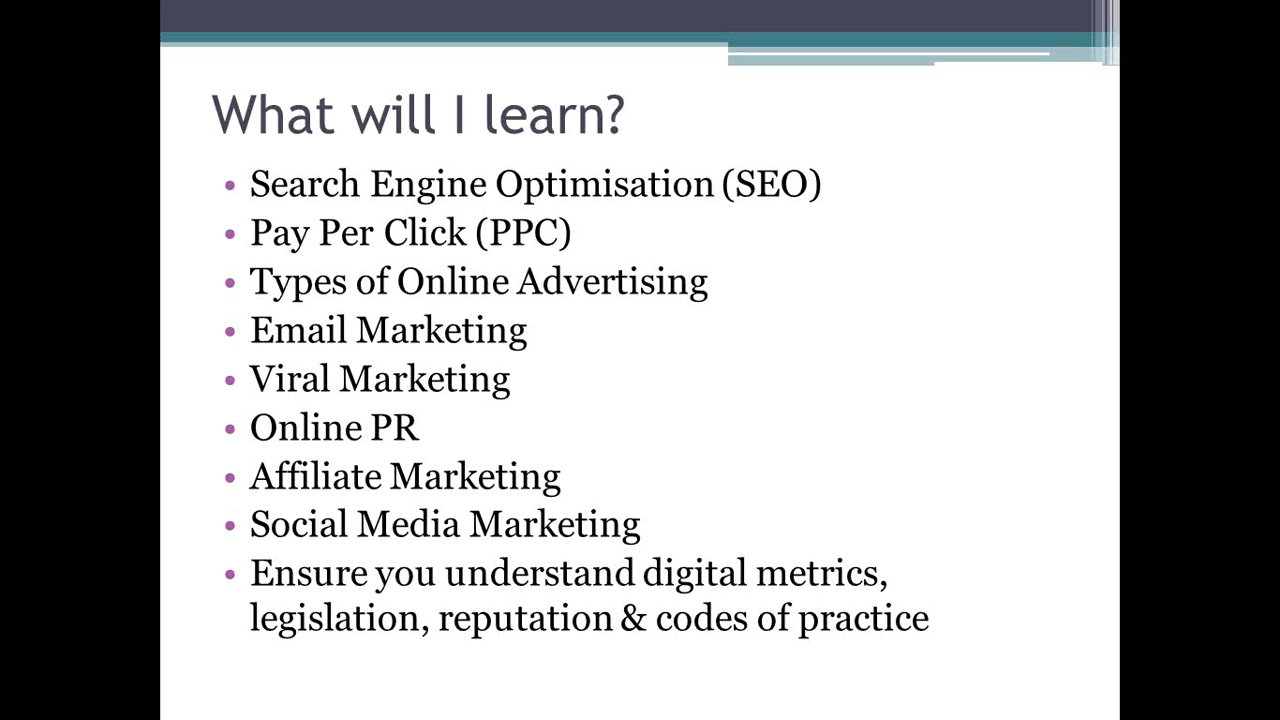 What will I learn?
• Search Engine Optimisation (SEO)
• Pay Per Click (PPC)
• Types of Online Advertising
• Email Marketing
• Viral Marketing
• Online PR
• Affiliate Marketing
• Social Media Marketing
• Ensure you understand digital metrics,
legislation, reputation & codes of practice